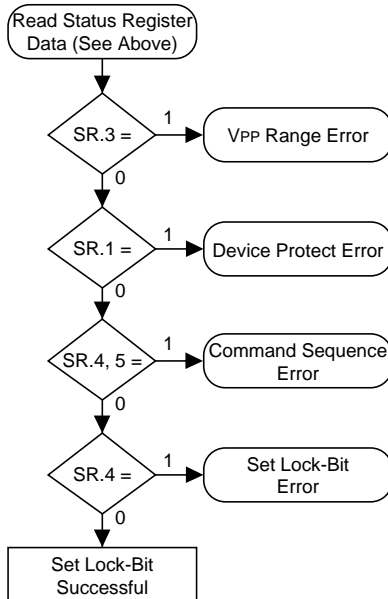 Read Status Register
Data (See Above)
SR.3 =
1
VPP Range Error
0
SR.1 =
1
Device Protect Error
0
SR.4, 5 =
1
Command Sequence
Error
0
SR.4 =
1
Set Lock-Bit
Error
0
Set Lock-Bit
Successful